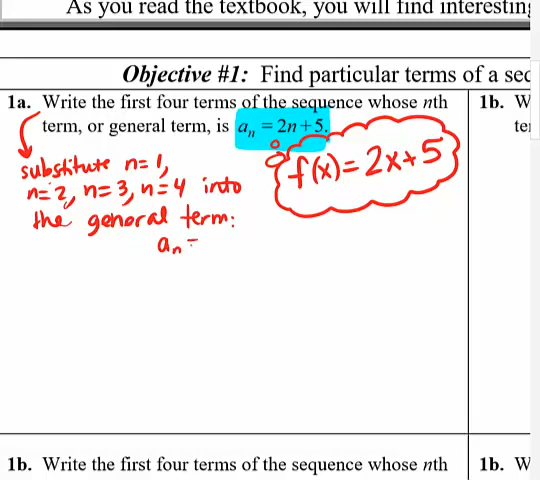 As you read the textbook, you will find interesting
Objective #1: Find particular terms of a sec
1a. Write the first four terms of the sequence whose nth
term, or general term, is aₙ = 2n + 5.
substitute n=1,
n=2, n=3, n=4 into
the general term:
aₙ =
f(x)= 2x+5
1b. W
te
1b. Write the first four terms of the sequence whose nth
1b. W